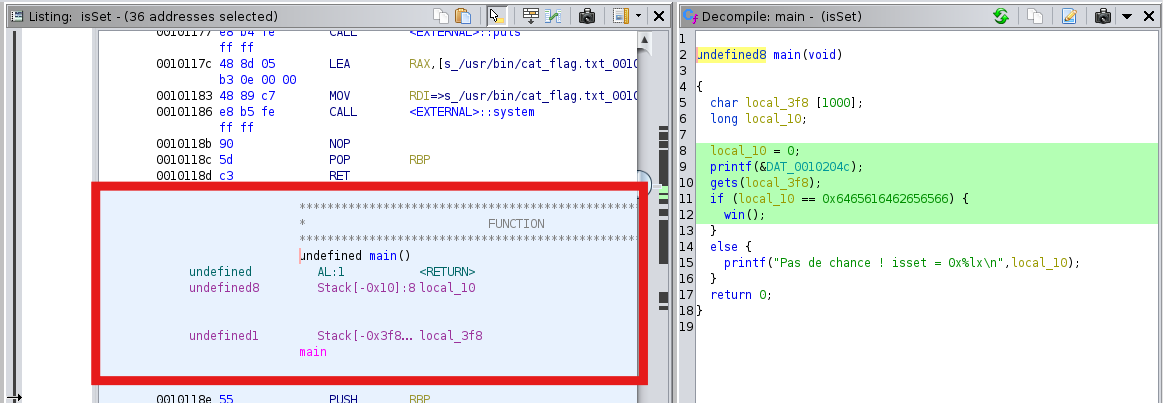 Listing: isSet - (36 addresses selected)
00101177 e8 b4 fe CALL <EXTERNAL>::puts
ff ff
0010117c 48 8d 05 LEA RAX,[s_/usr/bin/cat_flag.txt_0010
b3 0e 00 00
00101183 48 89 c7 MOV RDI=>s_/usr/bin/cat_flag.txt_0010
00101186 e8 b5 fe CALL <EXTERNAL>::system
ff ff
0010118b 90 NOP
0010118c 5d POP RBP
0010118d c3 RET
************************************************
* FUNCTION
************************************************
undefined main()
undefined AL:1 <RETURN>
undefined8 Stack[-0x10]:8 local_10
undefined1 Stack[-0x3f8... local_3f8
main
0010118e 55 PUSH RBP
Decompile: main - (isSet)
1
2 undefined8 main(void)
3
4 {
5 char local_3f8 [1000];
6 long local_10;
7
8 local_10 = 0;
9 printf(&DAT_0010204c);
10 gets(local_3f8);
11 if (local_10 == 0x6465616462656566) {
12 win();
13 }
14 else {
15 printf("Pas de chance ! isset = 0x%lx\n",local_10);
16 }
17 return 0;
18 }
19